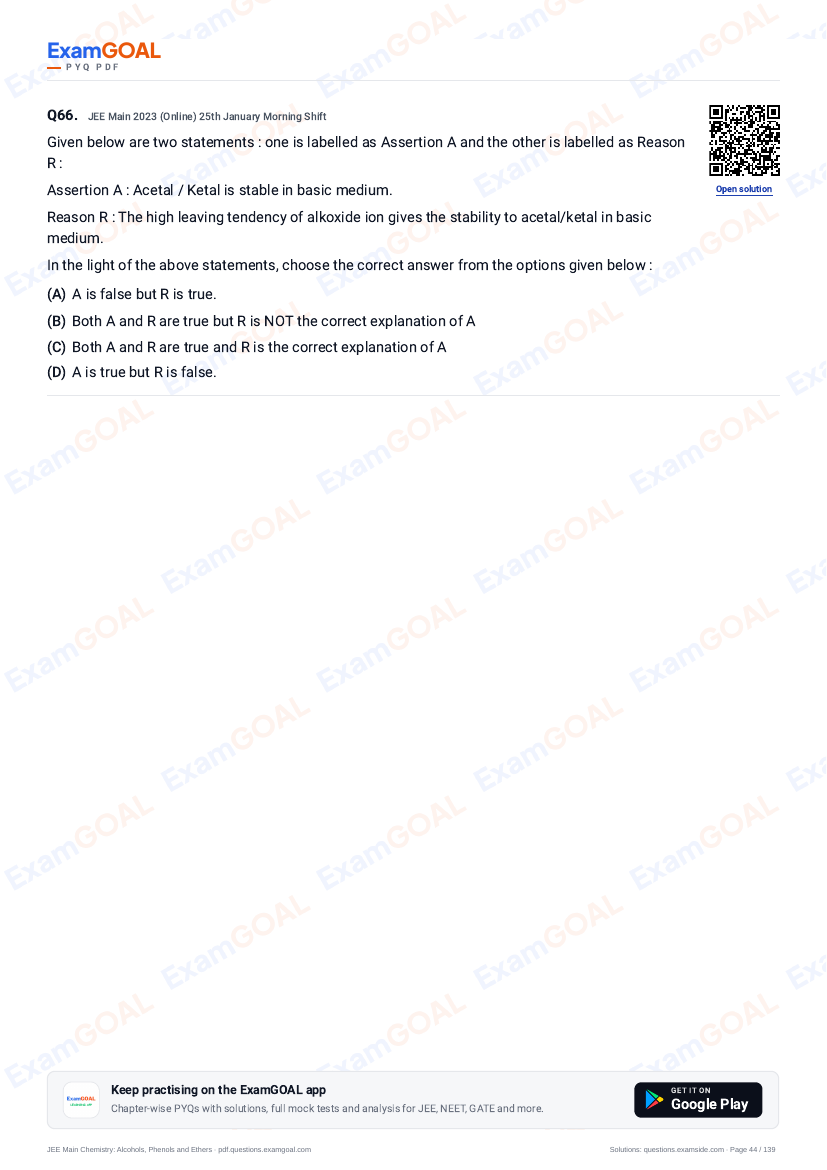 ExamGOAL
PYQ PDF
Q66. JEE Main 2023 (Online) 25th January Morning Shift
Given below are two statements : one is labelled as Assertion A and the other is labelled as Reason
R :
Assertion A : Acetal / Ketal is stable in basic medium.
Reason R : The high leaving tendency of alkoxide ion gives the stability to acetal/ketal in basic
medium.
In the light of the above statements, choose the correct answer from the options given below :
(A) A is false but R is true.
(B) Both A and R are true but R is NOT the correct explanation of A
(C) Both A and R are true and R is the correct explanation of A
(D) A is true but R is false.
Open solution
Keep practising on the ExamGOAL app
Chapter-wise PYQs with solutions, full mock tests and analysis for JEE, NEET, GATE and more.
ExamGOAL
GET IT ON
Google Play
JEE Main Chemistry: Alcohols, Phenols and Ethers · pdf.questions.examgoal.com
Solutions: questions.examside.com · Page 44 / 139